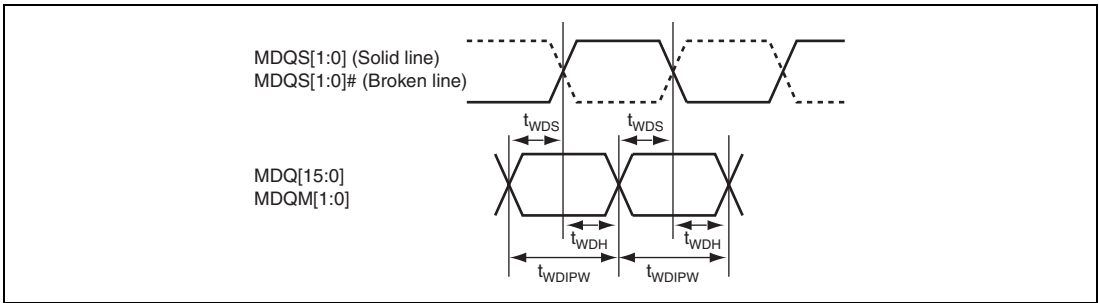 MDQS[1:0] (Solid line)
MDQS[1:0]# (Broken line)
tWDS tWDS
MDQ[15:0]
MDQM[1:0]
tWDH tWDH
tWDIPW tWDIPW